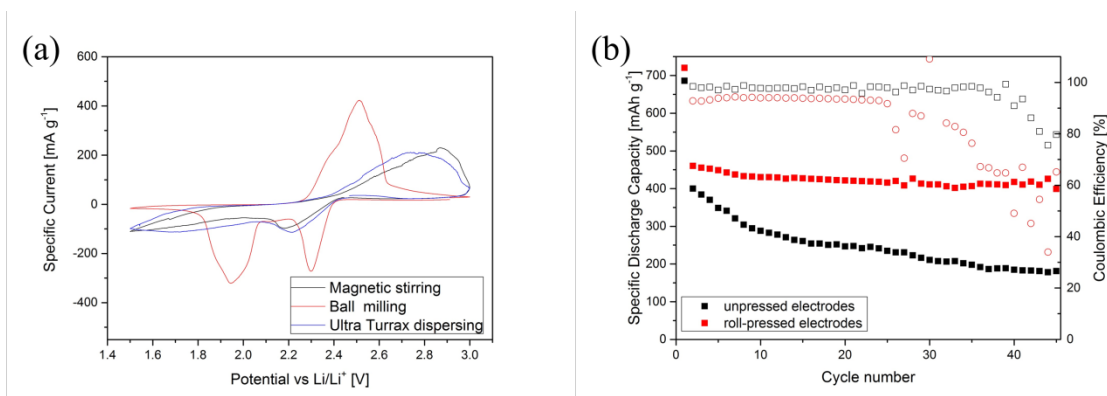 (a)
600
400
200
0
-200
-400
Specific Current [mA g⁻¹]
Magnetic stirring
Ball milling
Ultra Turrax dispersing
1.4 1.6 1.8 2.0 2.2 2.4 2.6 2.8 3.0
Potential vs Li/Li⁺ [V]
(b)
700
600
500
400
300
200
100
0
Specific Discharge Capacity [mAh g⁻¹]
unpressed electrodes
roll-pressed electrodes
0 10 20 30 40
Cycle number
100
80
60
40
20
0
Coulombic Efficiency [%]